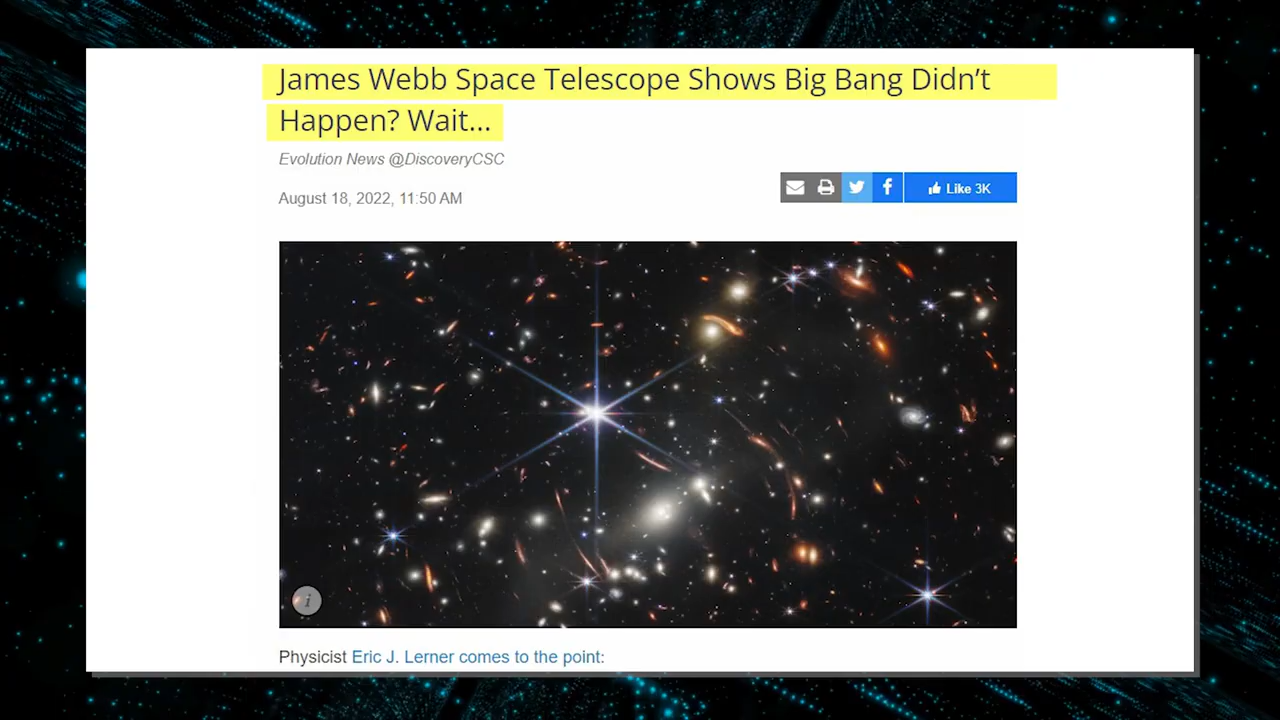 James Webb Space Telescope Shows Big Bang Didn’t
Happen? Wait...
Evolution News @DiscoveryCSC
August 18, 2022, 11:50 AM
Like 3K
i
Physicist Eric J. Lerner comes to the point: